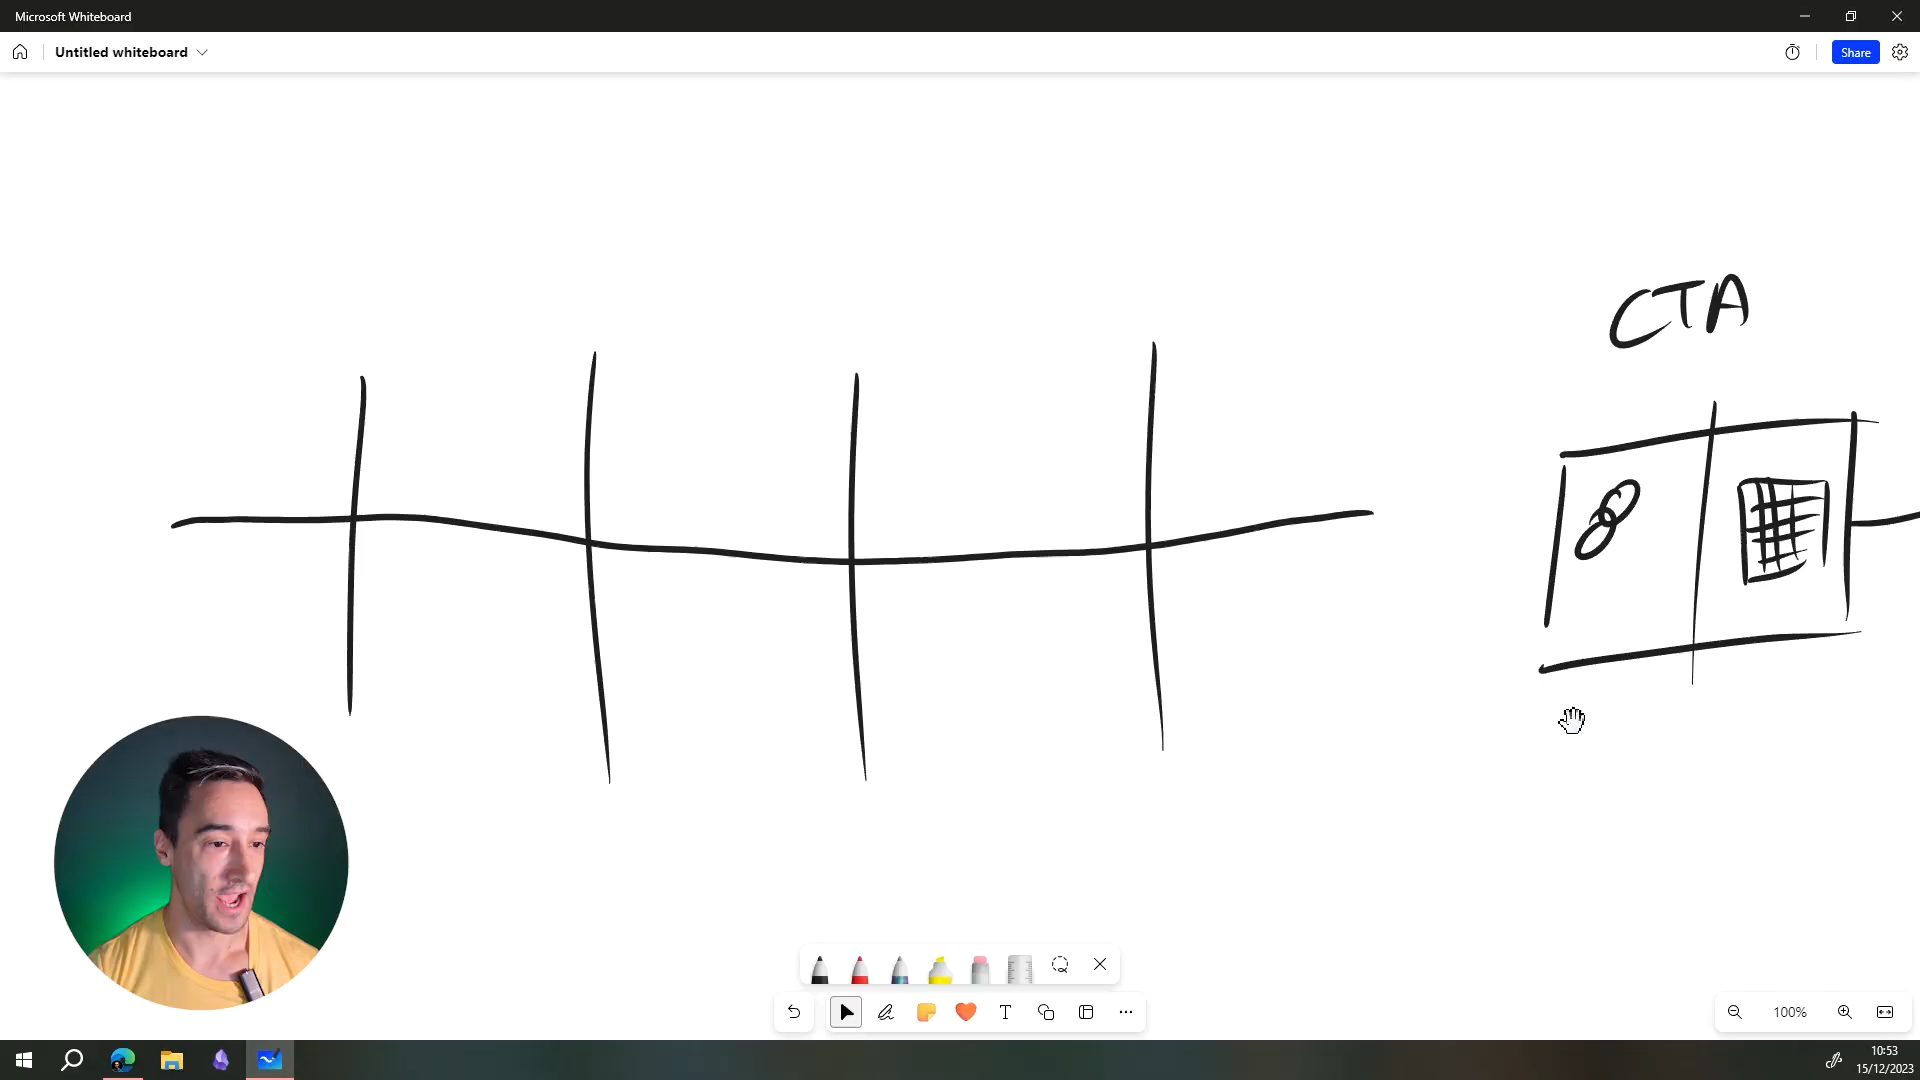 Microsoft Whiteboard
Untitled whiteboard
Share
CTA
100%
10:53
15/12/2023